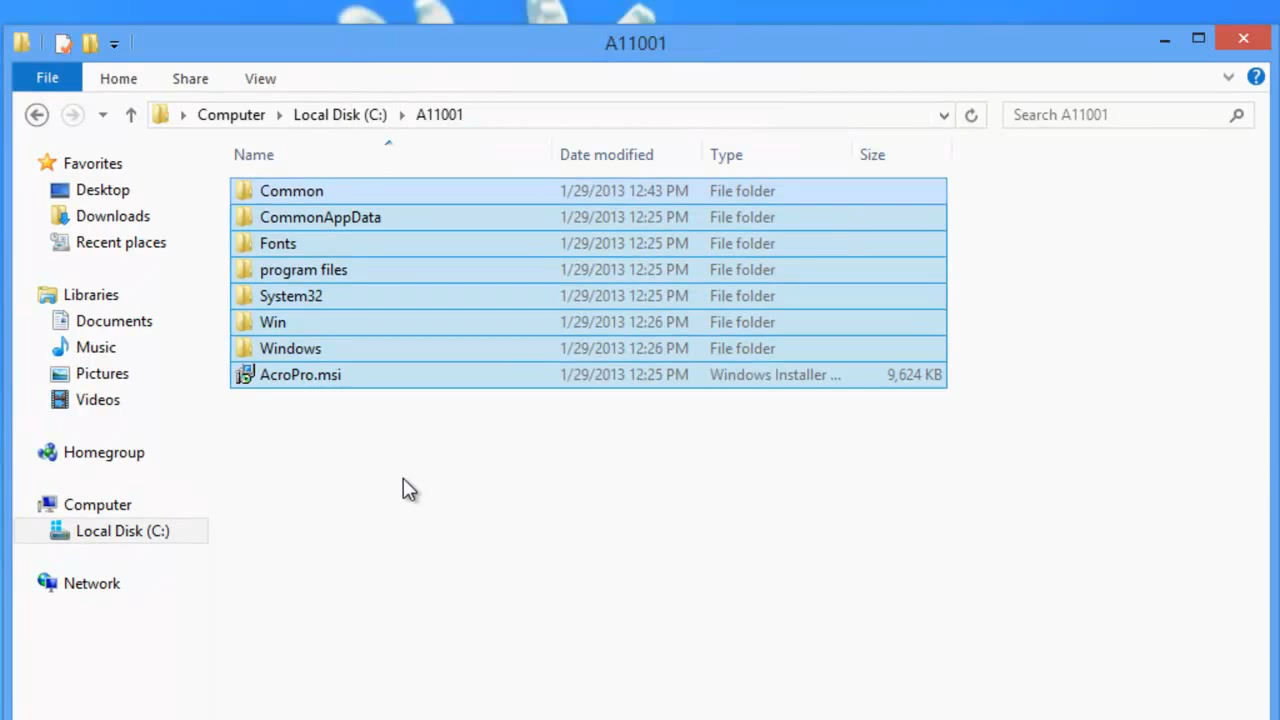 A11001
File Home Share View
Computer Local Disk (C:) A11001 Search A11001
Name Date modified Type Size
Favorites
Desktop
Downloads
Recent places
Libraries
Documents
Music
Pictures
Videos
Homegroup
Computer
Local Disk (C:)
Network
Common 1/29/2013 12:43 PM File folder
CommonAppData 1/29/2013 12:25 PM File folder
Fonts 1/29/2013 12:25 PM File folder
program files 1/29/2013 12:25 PM File folder
System32 1/29/2013 12:25 PM File folder
Win 1/29/2013 12:26 PM File folder
Windows 1/29/2013 12:26 PM File folder
AcroPro.msi 1/29/2013 12:25 PM Windows Installer ... 9,624 KB